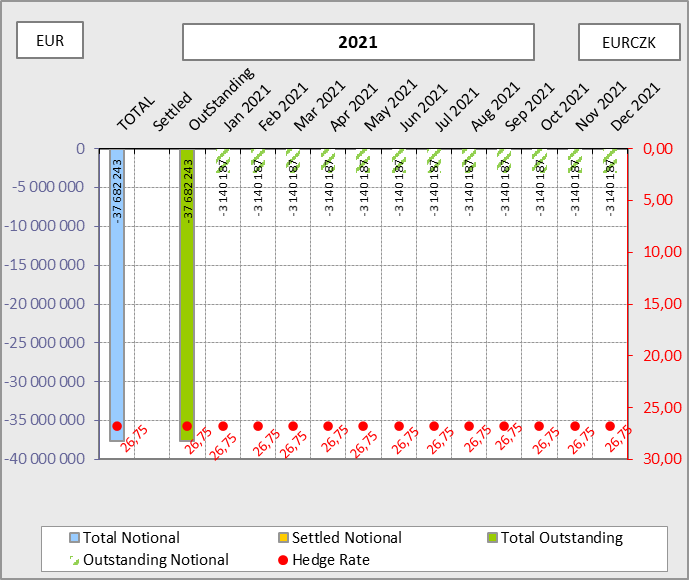 EUR
2021
EURCZK
TOTAL
Settled
OutStanding
Jan 2021
Feb 2021
Mar 2021
Apr 2021
May 2021
Jun 2021
Jul 2021
Aug 2021
Sep 2021
Oct 2021
Nov 2021
Dec 2021
0
-5 000 000
-10 000 000
-15 000 000
-20 000 000
-25 000 000
-30 000 000
-35 000 000
-40 000 000
-37 682 243
-37 682 243
-3 140 187
-3 140 187
-3 140 187
-3 140 187
-3 140 187
-3 140 187
-3 140 187
-3 140 187
-3 140 187
-3 140 187
-3 140 187
-3 140 187
0,00
5,00
10,00
15,00
20,00
25,00
30,00
26,75
26,75
26,75
26,75
26,75
26,75
26,75
26,75
26,75
26,75
26,75
26,75
26,75
26,75
Total Notional
Settled Notional
Total Outstanding
Outstanding Notional
Hedge Rate